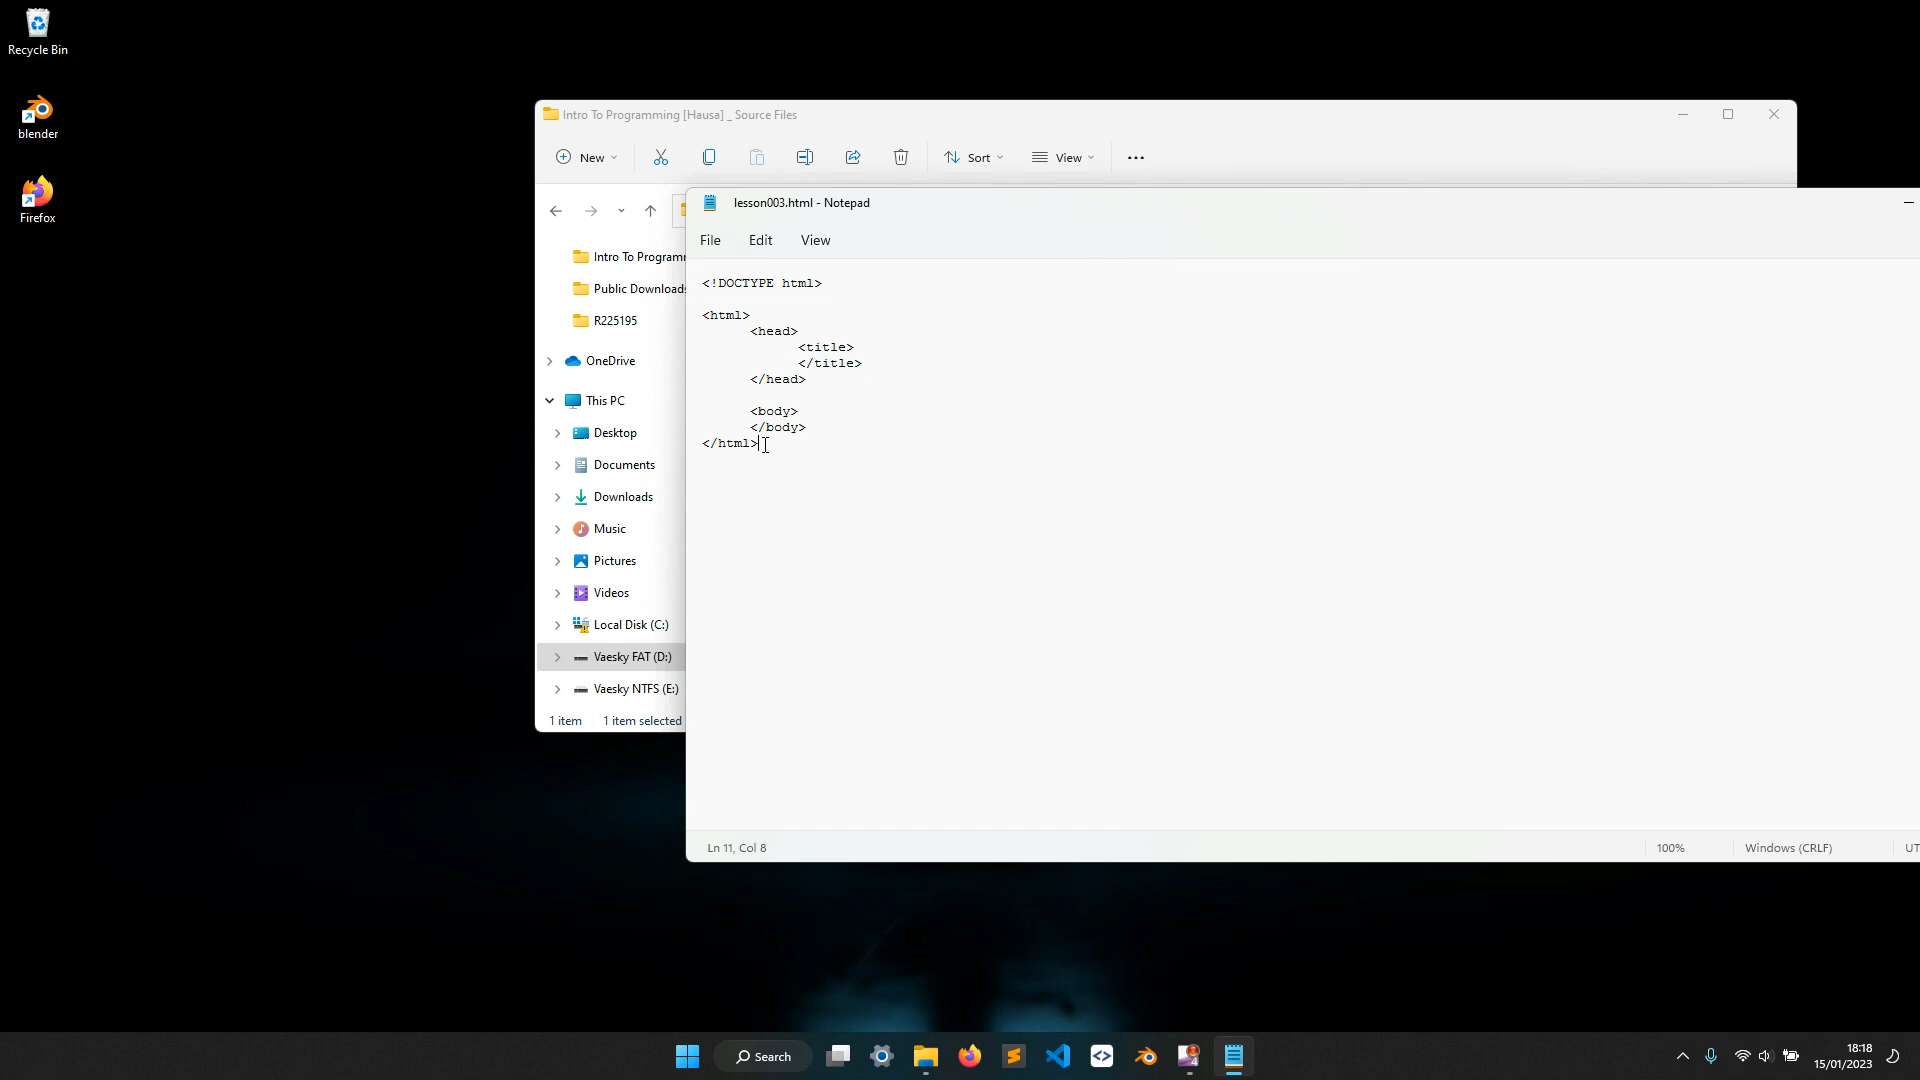 Recycle Bin
blender
Firefox
Intro To Programming [Hausa] _ Source Files
New
Sort
View
Intro To Programm
Public Downloads
R225195
OneDrive
This PC
Desktop
Documents
Downloads
Music
Pictures
Videos
Local Disk (C:)
Vaesky FAT (D:)
Vaesky NTFS (E:)
1 item 1 item selected
lesson003.html - Notepad
File Edit View
<!DOCTYPE html>
<html>
<head>
<title>
</title>
</head>
<body>
</body>
</html>
Ln 11, Col 8
100%
Windows (CRLF)
UT
Search
18:18
15/01/2023